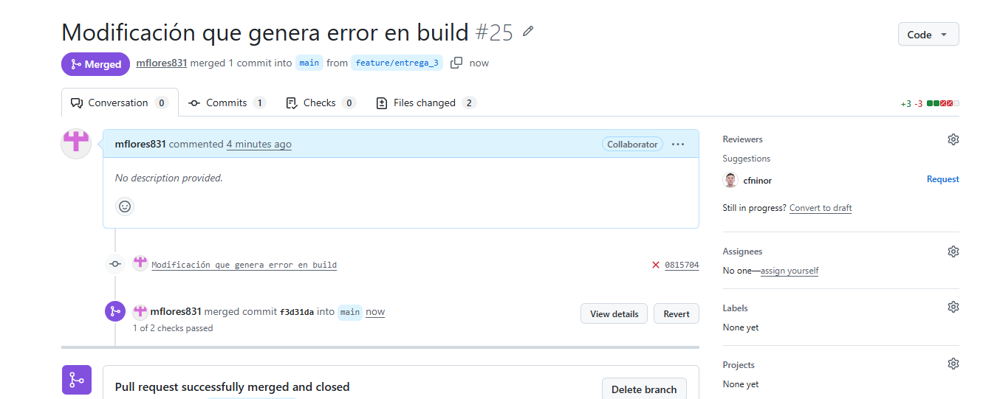 Modificación que genera error en build #25
Code
Merged mflores831 merged 1 commit into main from feature/entrega_3 now
Conversation 0 Commits 1 Checks 0 Files changed 2
+3 -3
mflores831 commented 4 minutes ago Collaborator ...
No description provided.
Modificación que genera error en build 0815704
mflores831 merged commit f3d31da into main now
1 of 2 checks passed
View details Revert
Pull request successfully merged and closed
Delete branch
Reviewers
Suggestions
cfninor Request
Still in progress? Convert to draft
Assignees
No one—assign yourself
Labels
None yet
Projects
None yet